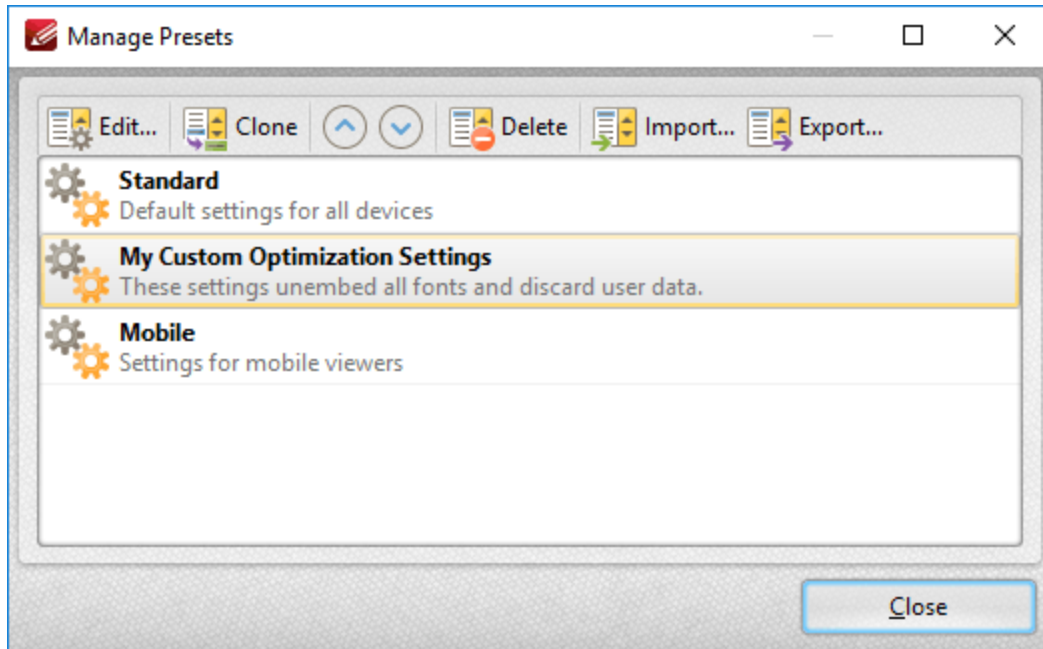 Manage Presets
Edit... Clone Delete Import... Export...
Standard
Default settings for all devices
My Custom Optimization Settings
These settings unembed all fonts and discard user data.
Mobile
Settings for mobile viewers
Close